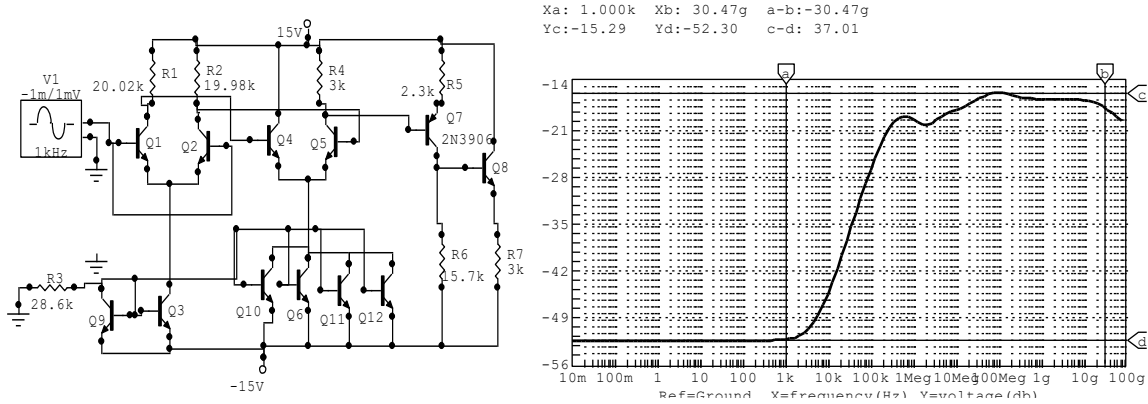 Xa: 1.000k Xb: 30.47g a-b:-30.47g
Yc:-15.29 Yd:-52.30 c-d: 37.01
15V
V1
-1m/1mV
1kHz
R1
20.02k
R2
19.98k
R4
3k
R5
2.3k
Q7
2N3906
Q1
Q2
Q4
Q5
Q8
R3
28.6k
Q9
Q3
Q10
Q6
Q11
Q12
R6
15.7k
R7
3k
-15V
a
b
c
d
-14
-21
-28
-35
-42
-49
-56
10m 100m 1 10 100 1k 10k 100k 1Meg 10Meg 100Meg 1g 10g 100g
Ref=Ground X=frequency(Hz) Y=voltage(db)